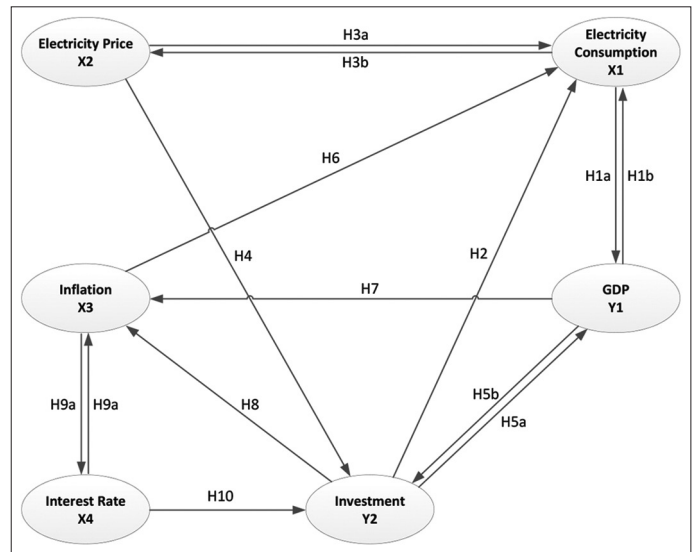 Electricity Price
X2
H3a
H3b
Electricity
Consumption
X1
H6
H1a
H1b
H4
H2
Inflation
X3
H7
GDP
Y1
H9a
H9a
H8
H5b
H5a
Interest Rate
X4
H10
Investment
Y2